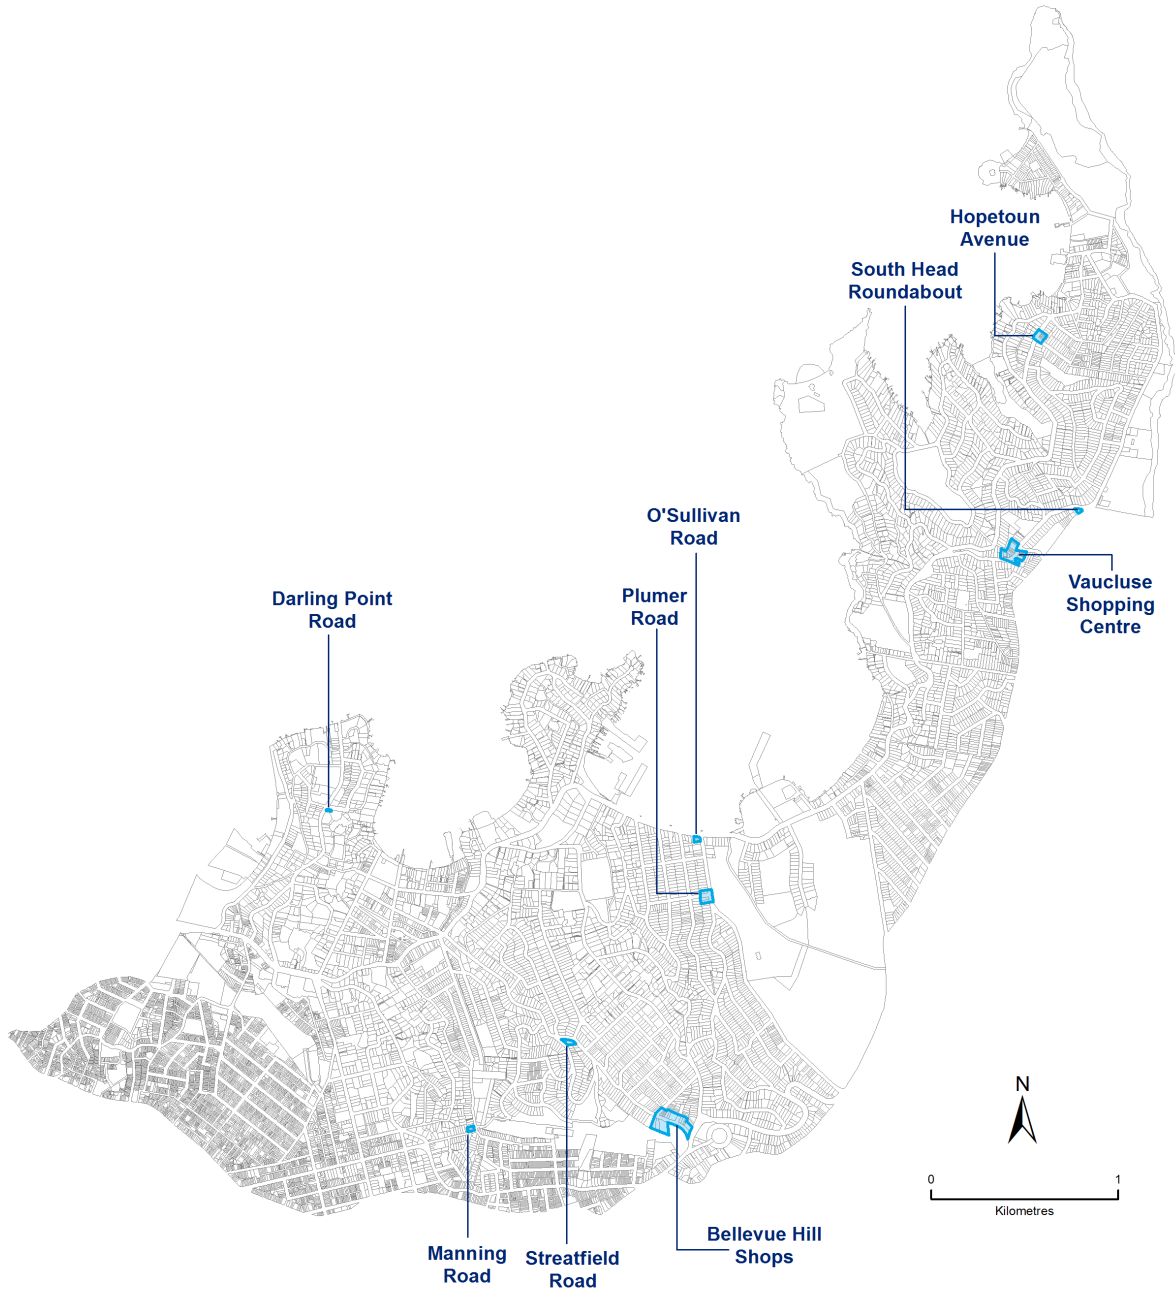 Hopetoun
Avenue
South Head
Roundabout
O'Sullivan
Road
Vaucluse
Shopping
Centre
Darling Point
Road
Plumer
Road
N
0
1
Kilometres
Manning
Road
Streatfield
Road
Bellevue Hill
Shops